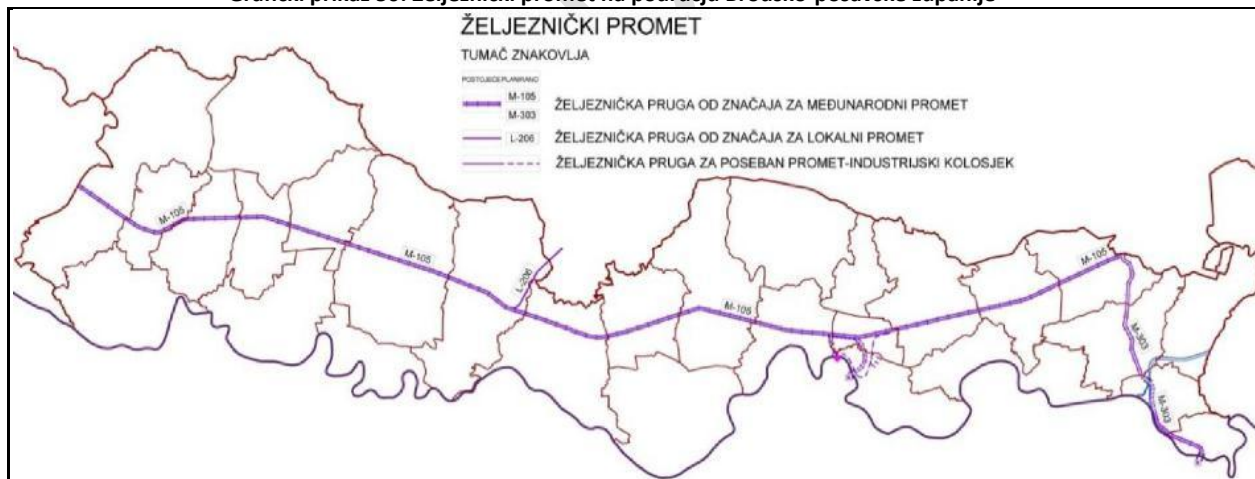 Grafički prikaz 30: Željeznički promet na području Brodsko-posavske županije
ŽELJEZNIČKI PROMET
TUMAČ ZNAKOVLJA
POSTOJEĆE PLANIRANO
M-105
M-303
ŽELJEZNIČKA PRUGA OD ZNAČAJA ZA MEĐUNARODNI PROMET
L-206
ŽELJEZNIČKA PRUGA OD ZNAČAJA ZA LOKALNI PROMET
ŽELJEZNIČKA PRUGA ZA POSEBAN PROMET-INDUSTRIJSKI KOLOSJEK
M-105
M-105
L-206
M-105
M-105
M-303
M-303